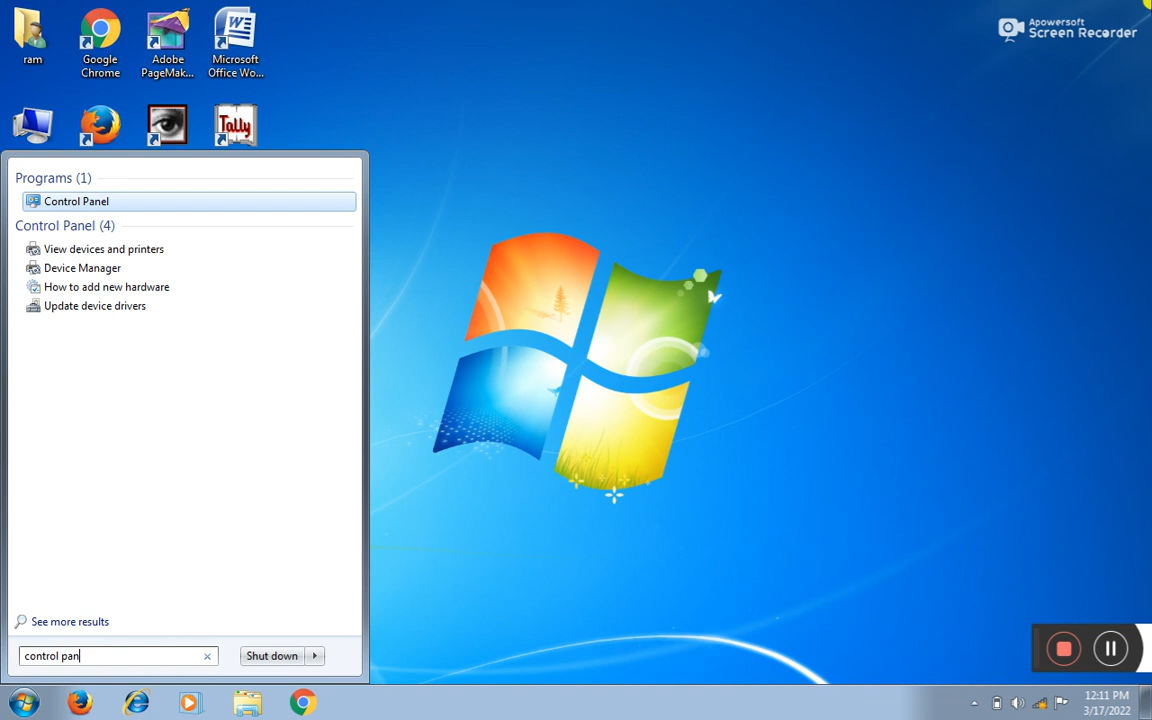 Apowersoft
Screen Recorder
ram
Google
Chrome
Adobe
PageMak...
Microsoft
Office Wo...
Tally
Programs (1)
Control Panel
Control Panel (4)
View devices and printers
Device Manager
How to add new hardware
Update device drivers
See more results
control pan
Shut down
12:11 PM
3/17/2022